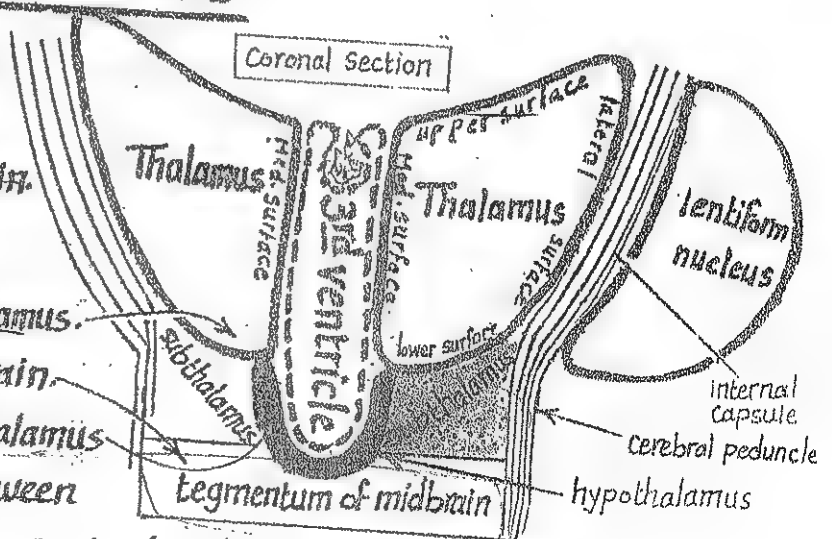 Coronal Section
in.
Thalamus
Med. surface
3rd ventricle
Med. surface
upper surface
Thalamus
lateral
surface
lentiform
nucleus
amus.
subthalamus
lower surface
ain.
alamus
ween
tegmentum of midbrain
internal
capsule
cerebral peduncle
hypothalamus